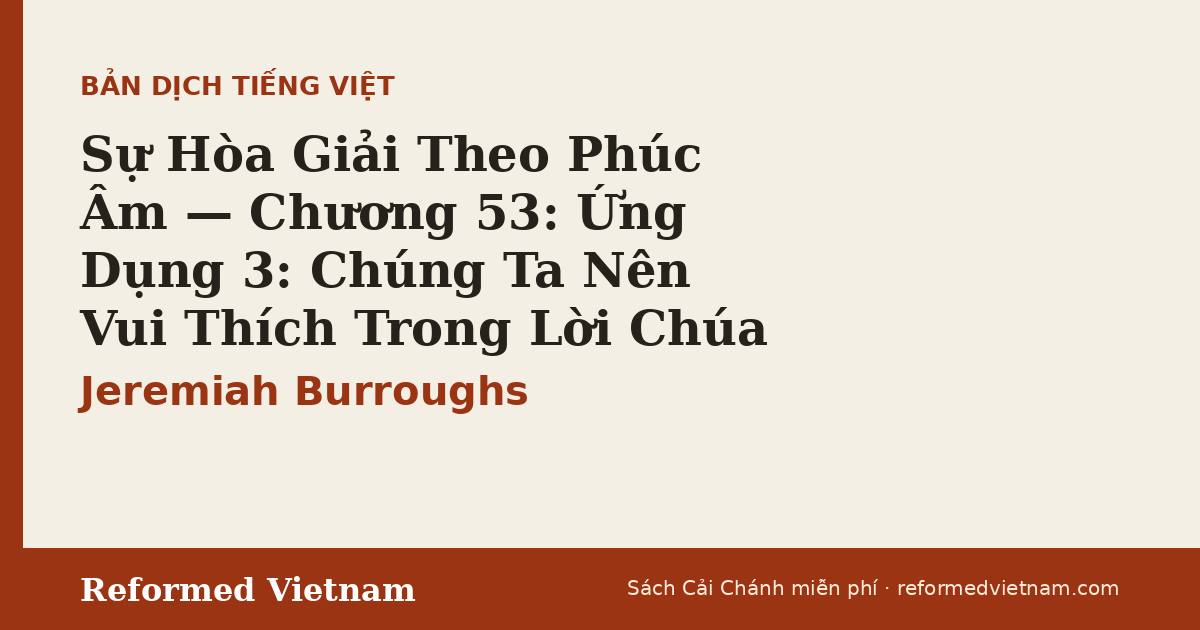 BẢN DỊCH TIẾNG VIỆT
Sự Hòa Giải Theo Phúc
Âm — Chương 53: Ứng
Dụng 3: Chúng Ta Nên
Vui Thích Trong Lời Chúa
Jeremiah Burroughs
Reformed Vietnam
Sách Cải Chánh miễn phí · reformedvietnam.com